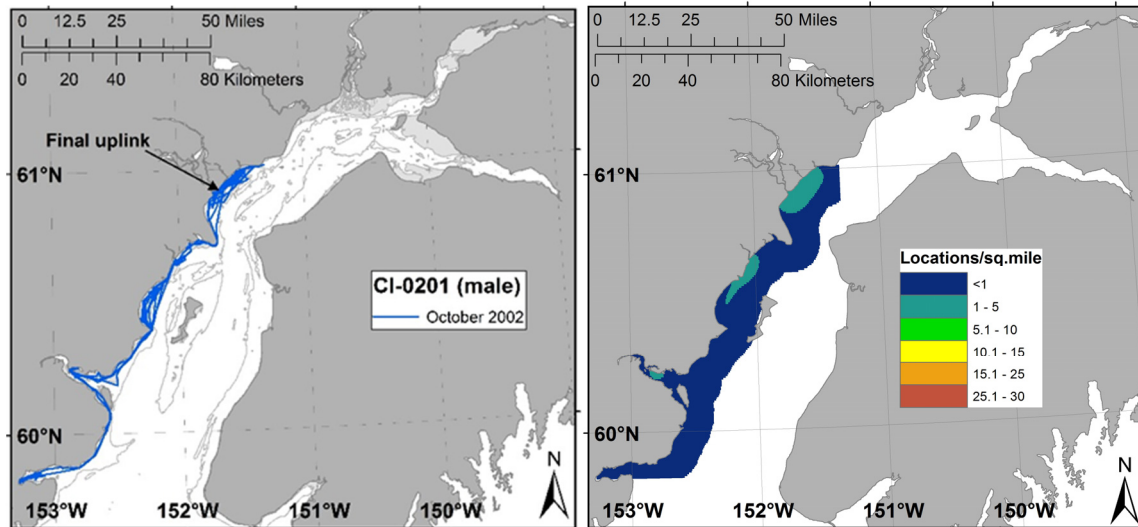 0 12.5 25 50 Miles
0 20 40 80 Kilometers
Final uplink
61°N
CI-0201 (male)
October 2002
60°N
N
153°W 152°W 151°W 150°W
0 12.5 25 50 Miles
0 20 40 80 Kilometers
61°N
Locations/sq.mile
<1
1 - 5
5.1 - 10
10.1 - 15
15.1 - 25
25.1 - 30
60°N
N
153°W 152°W 151°W 150°W